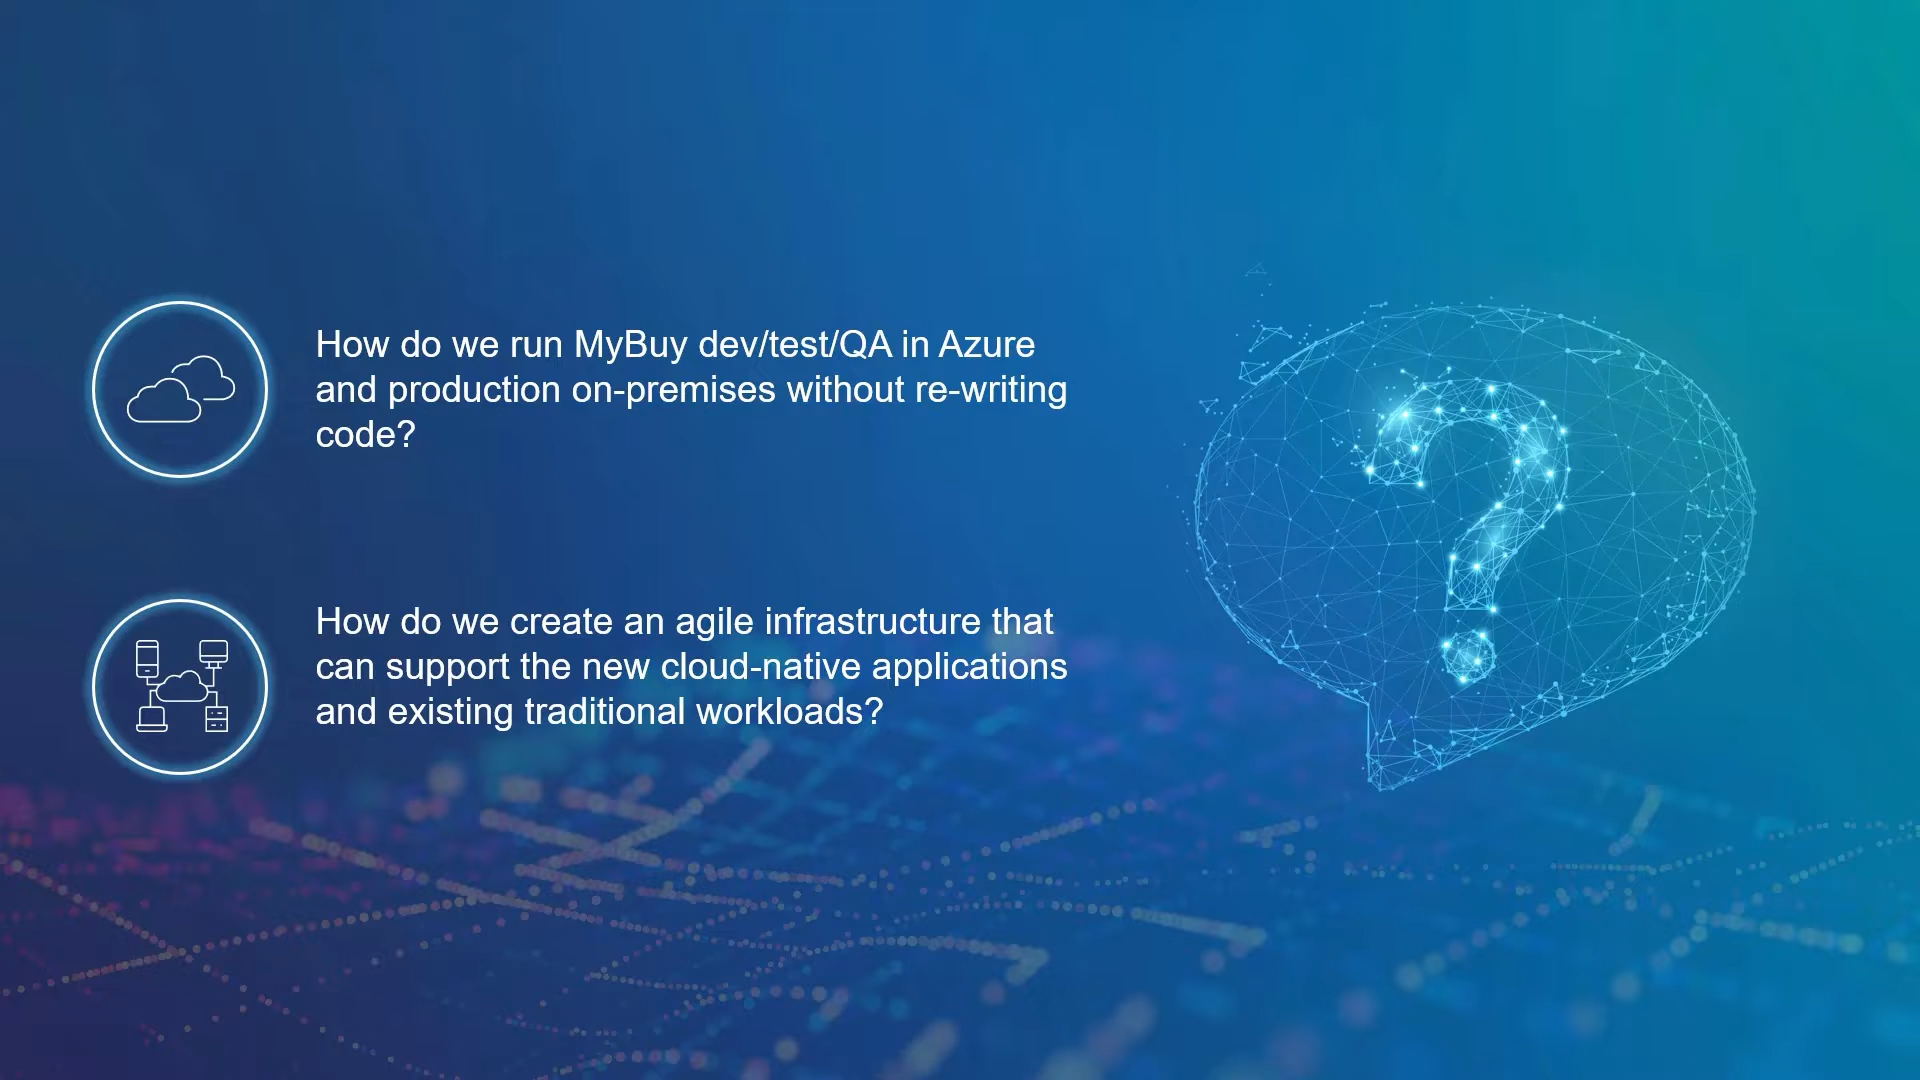 How do we run MyBuy dev/test/QA in Azure
and production on-premises without re-writing
code?
How do we create an agile infrastructure that
can support the new cloud-native applications
and existing traditional workloads?